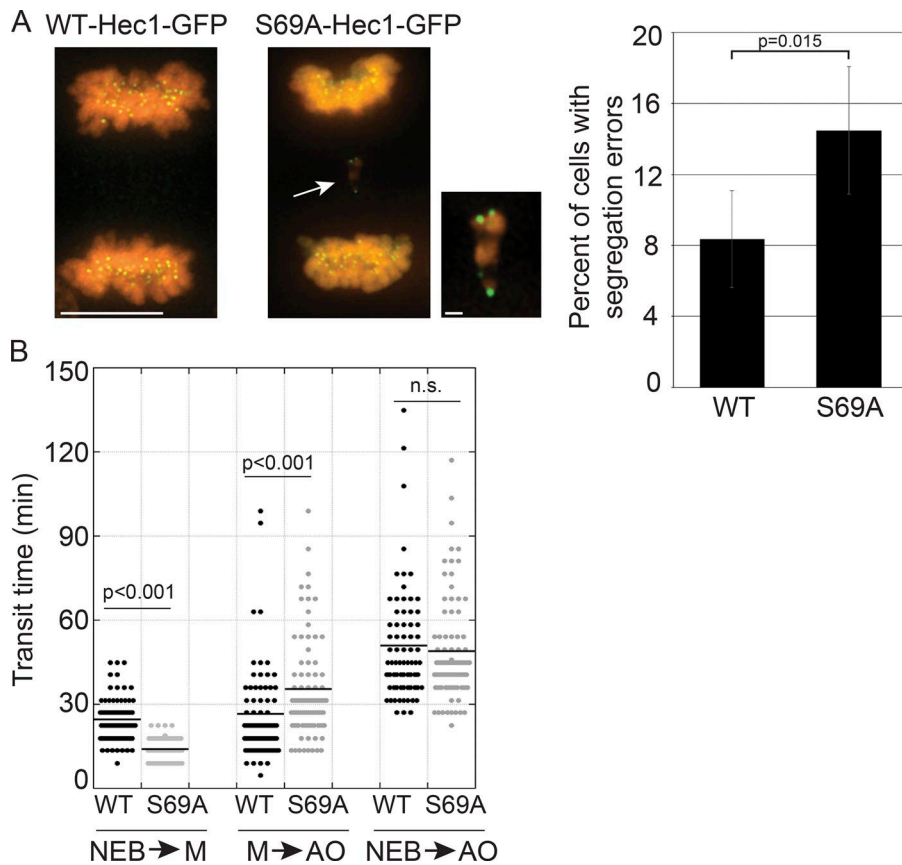 A
WT-Hec1-GFP
S69A-Hec1-GFP
Percent of cells with
segregation errors
20
16
12
8
4
0
p=0.015
WT
S69A
B
Transit time (min)
150
120
90
60
30
0
p<0.001
p<0.001
n.s.
WT S69A WT S69A WT S69A
NEB→M M→AO NEB→AO